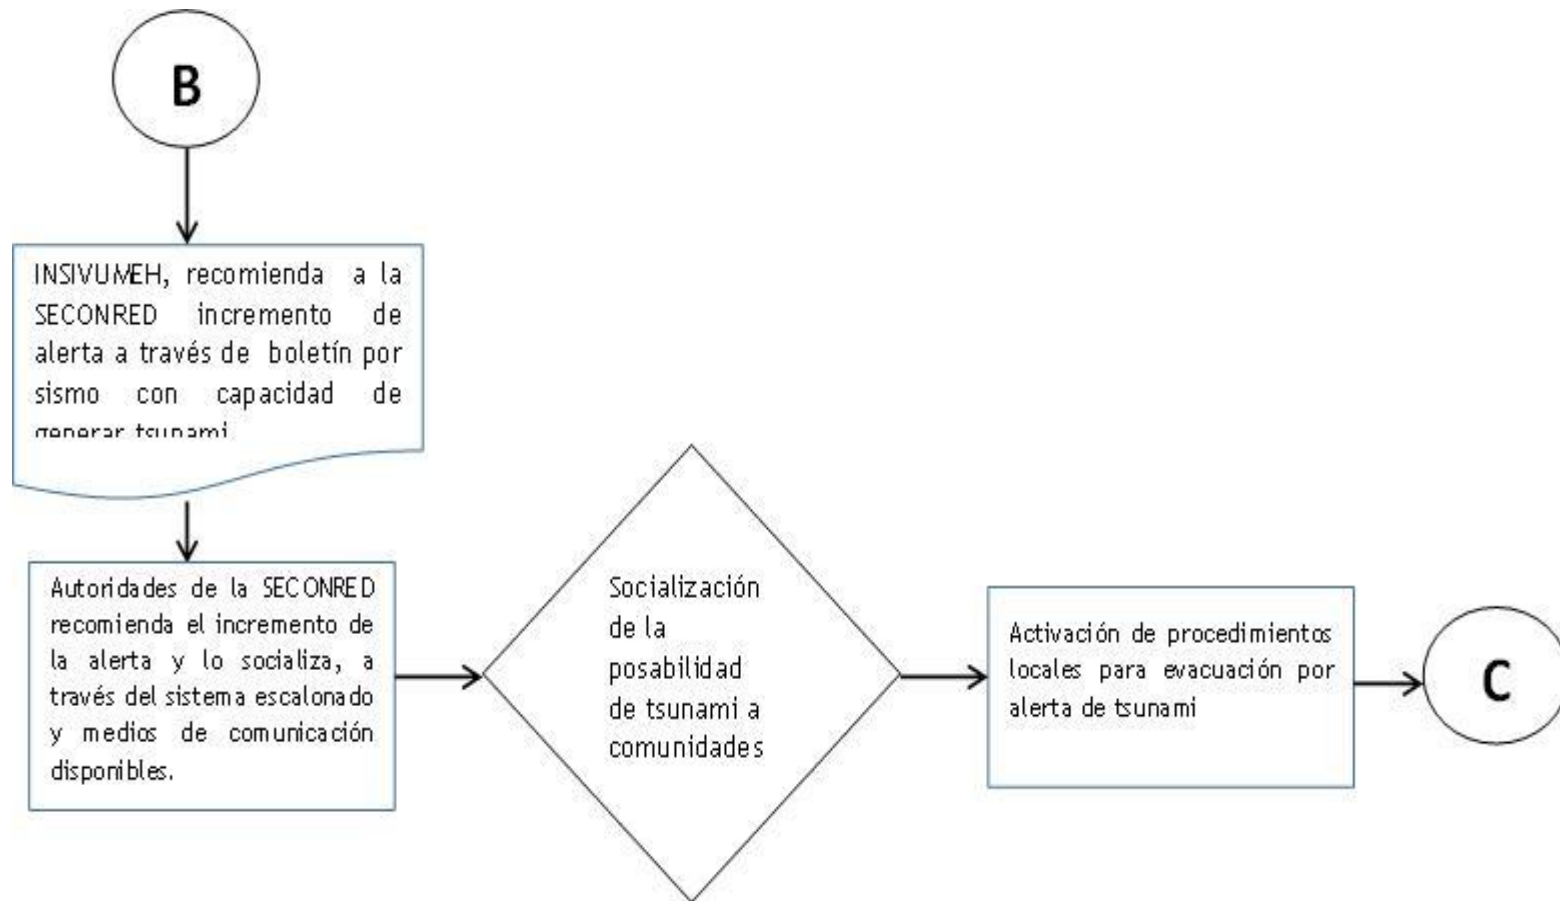 B
INSIVUMEH, recomienda a la
SECONRED incremento de
alerta a través de boletín por
sismo con capacidad de
generar tsunami
Autoridades de la SECONRED
recomienda el incremento de
la alerta y lo socializa, a
través del sistema escalonado
y medios de comunicación
disponibles.
Socialización
de la
posabilidad
de tsunami a
comunidades
Activación de procedimientos
locales para evacuación por
alerta de tsunami
C